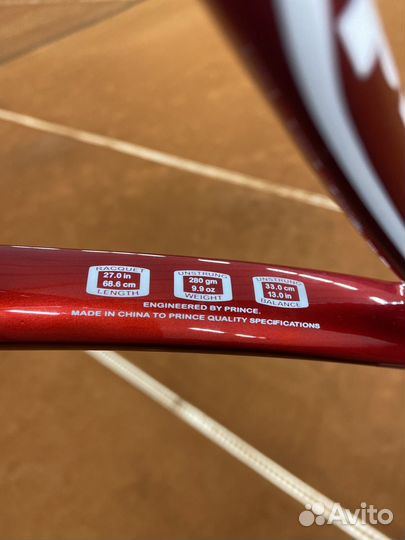 RACQUET
27.0 in
68.6 cm
LENGTH
UNSTRUNG
280 gm
9.9 oz
WEIGHT
UNSTRUNG
33.0 cm
13.0 in
BALANCE
ENGINEERED BY PRINCE.
MADE IN CHINA TO PRINCE QUALITY SPECIFICATIONS
Avito